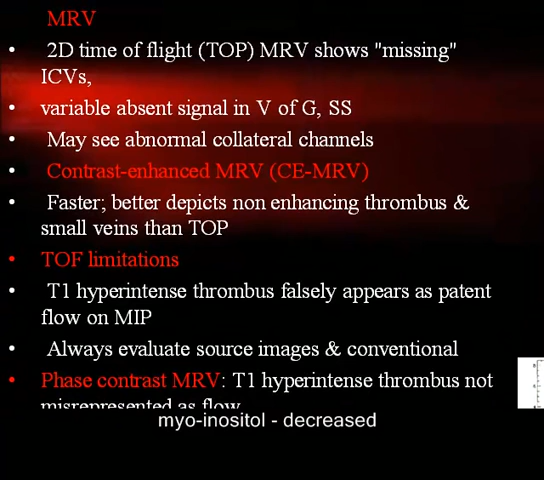 MRV
• 2D time of flight (TOP) MRV shows "missing"
ICVs,
• variable absent signal in V of G, SS
• May see abnormal collateral channels
• Contrast-enhanced MRV (CE-MRV)
• Faster; better depicts non enhancing thrombus &
small veins than TOP
• TOF limitations
• T1 hyperintense thrombus falsely appears as patent
flow on MIP
• Always evaluate source images & conventional
• Phase contrast MRV: T1 hyperintense thrombus not
misrepresented as flow
myo-inositol - decreased